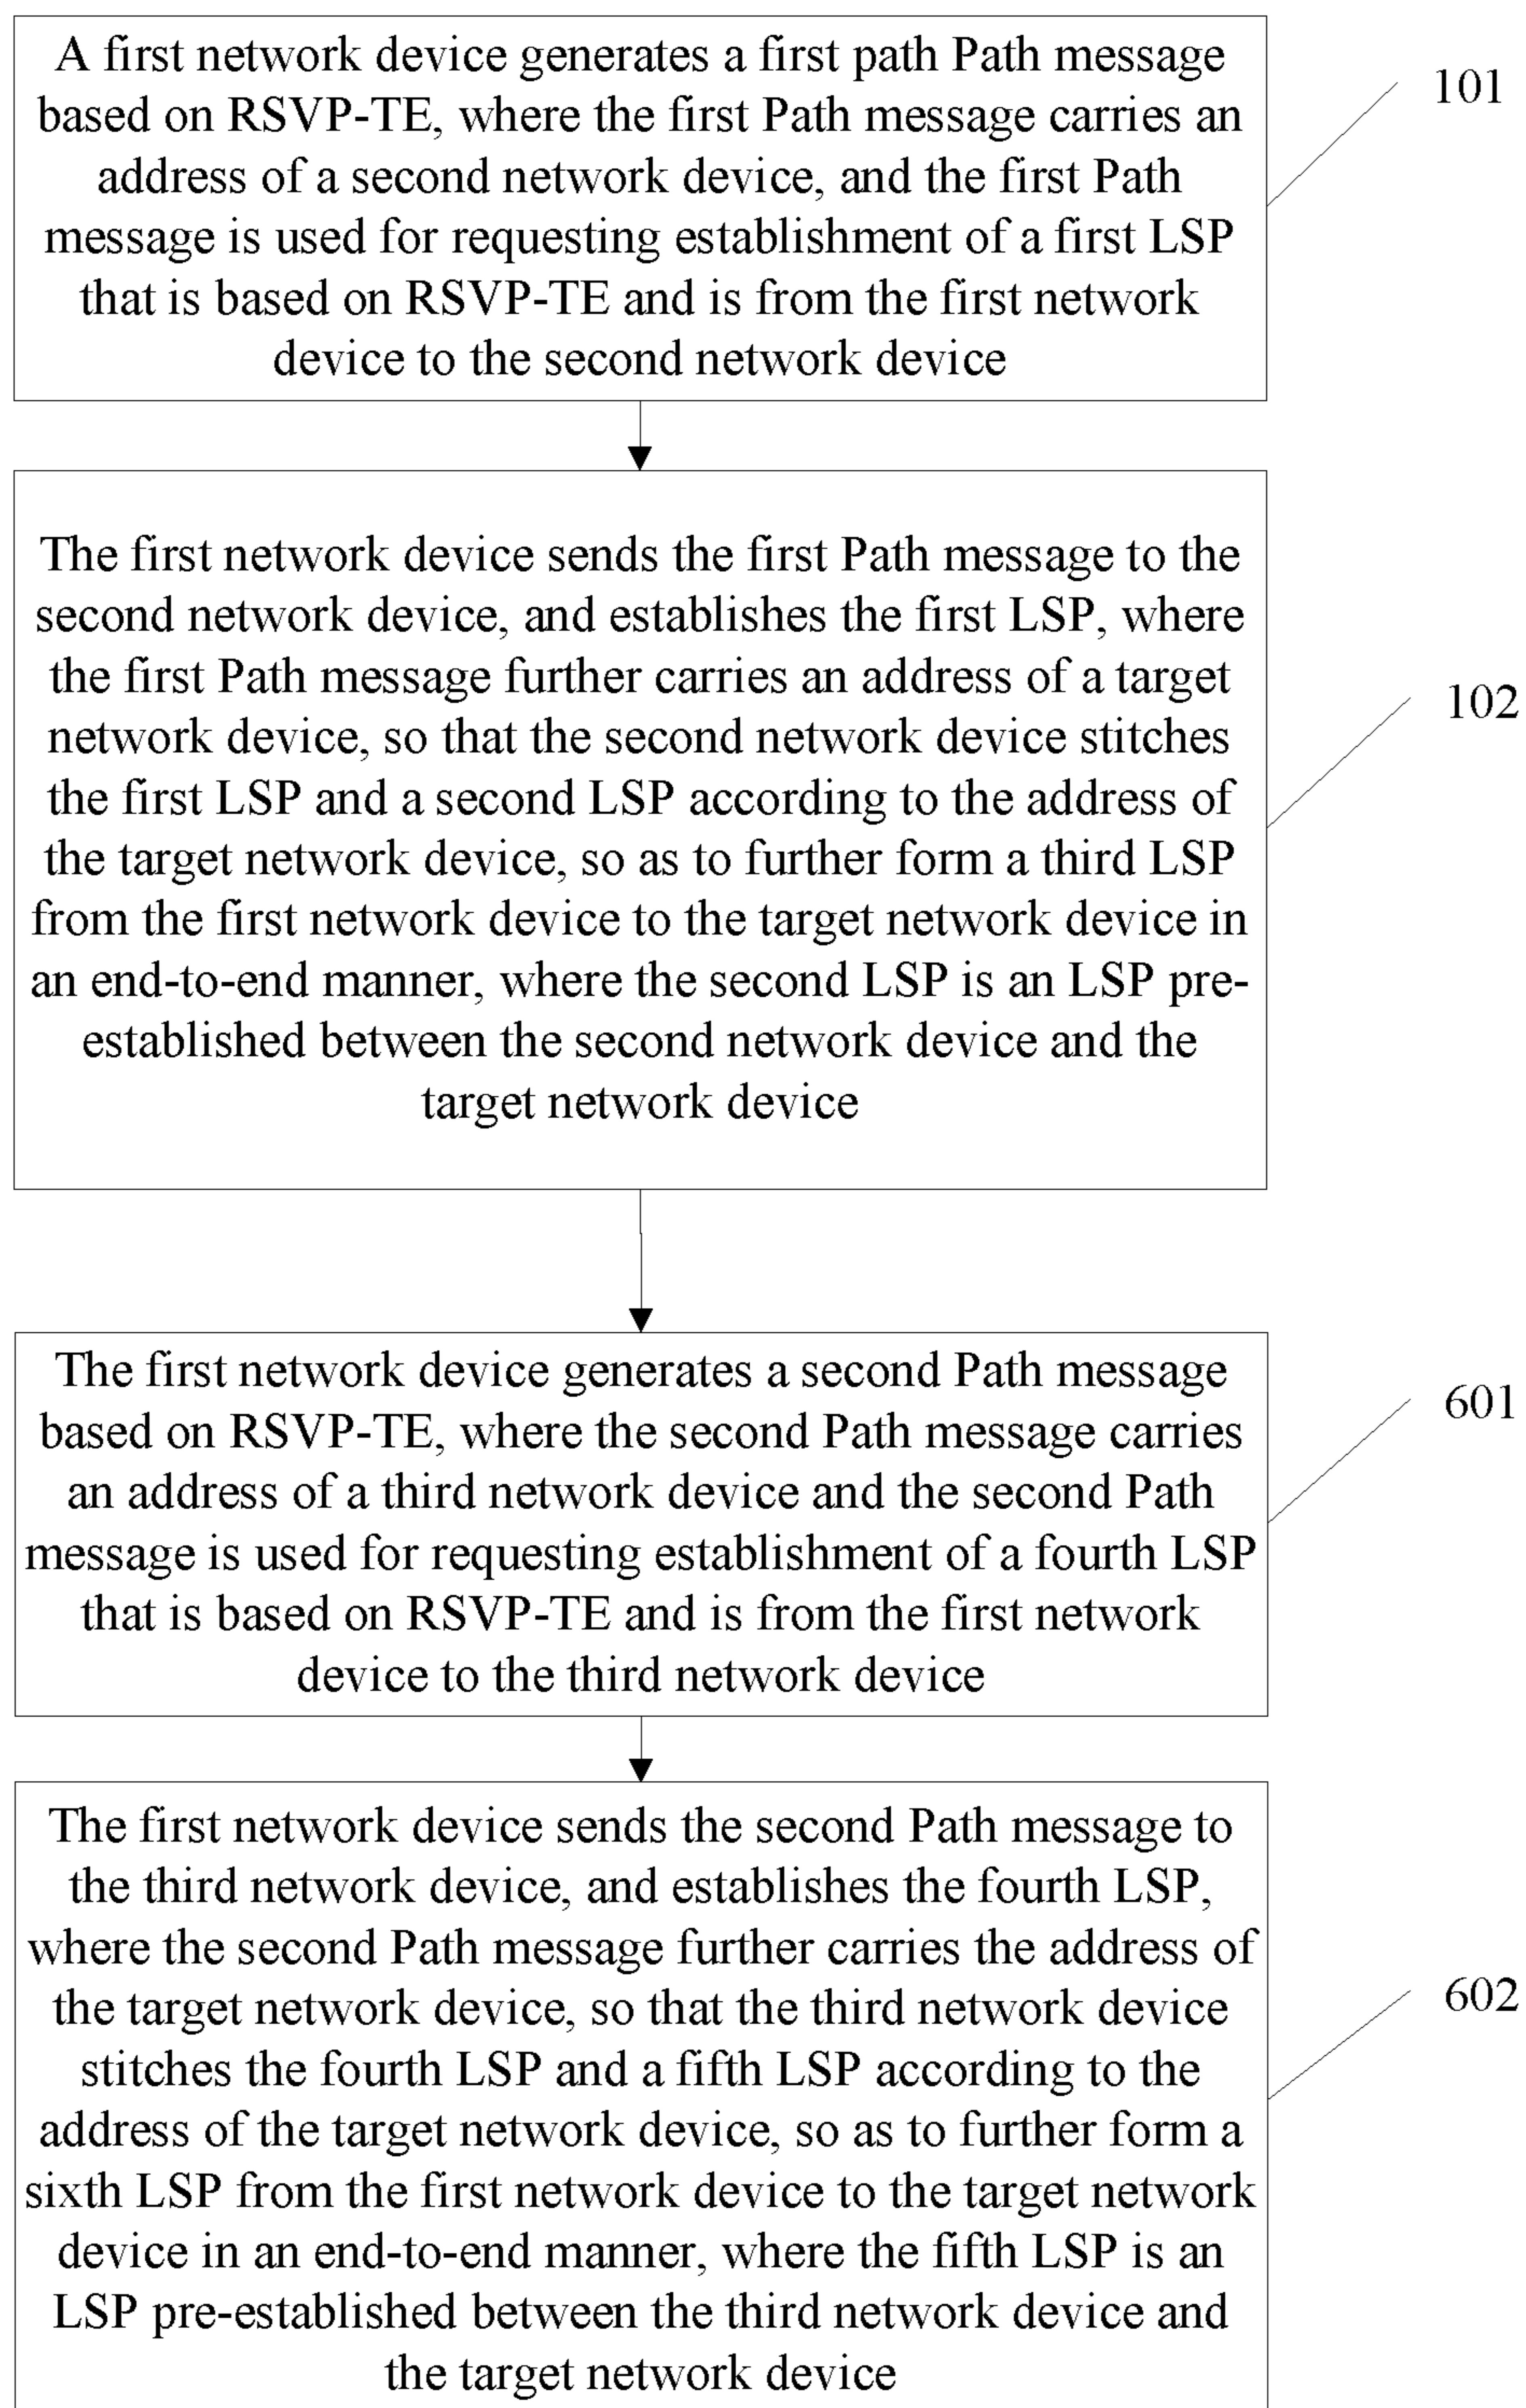 A first network device generates a first path Path message
based on RSVP-TE, where the first Path message carries an
address of a second network device, and the first Path
message is used for requesting establishment of a first LSP
that is based on RSVP-TE and is from the first network
device to the second network device
101
The first network device sends the first Path message to the
second network device, and establishes the first LSP, where
the first Path message further carries an address of a target
network device, so that the second network device stitches
the first LSP and a second LSP according to the address of
the target network device, so as to further form a third LSP
from the first network device to the target network device in
an end-to-end manner, where the second LSP is an LSP pre-
established between the second network device and the
target network device
102
The first network device generates a second Path message
based on RSVP-TE, where the second Path message carries
an address of a third network device and the second Path
message is used for requesting establishment of a fourth LSP
that is based on RSVP-TE and is from the first network
device to the third network device
601
The first network device sends the second Path message to
the third network device, and establishes the fourth LSP,
where the second Path message further carries the address of
the target network device, so that the third network device
stitches the fourth LSP and a fifth LSP according to the
address of the target network device, so as to further form a
sixth LSP from the first network device to the target network
device in an end-to-end manner, where the fifth LSP is an
LSP pre-established between the third network device and
the target network device
602